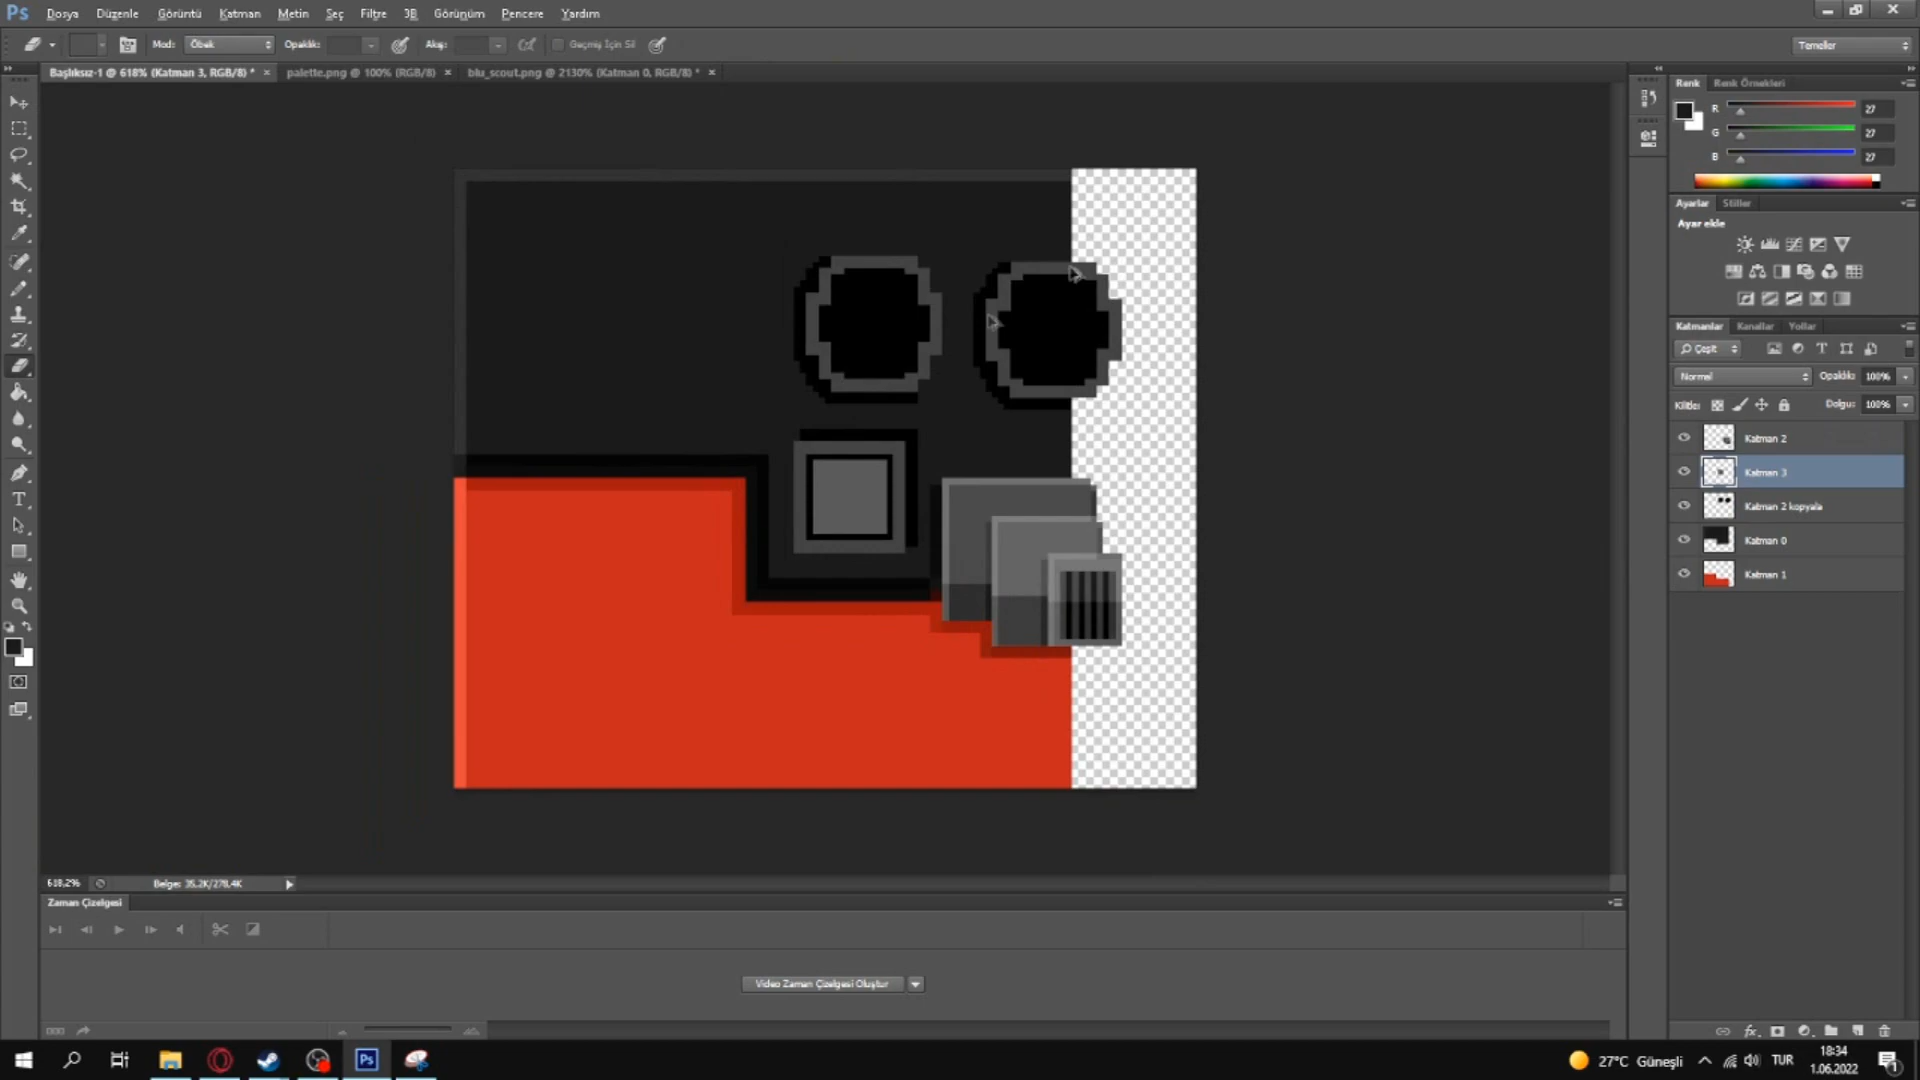 Ps Dosya Düzenle Görüntü Katman Metin Seç Filtre 3B Görünüm Pencere Yardım
Mod: Öbek Opaklık: Akış: Geçmiş İçin Sil Temeller
Başlıksız-1 @ 618% (Katman 3, RGB/8) * × palette.png @ 100% (RGB/8) × blu_scout.png @ 2130% (Katman 0, RGB/8) * ×
Renk Renk Örnekleri
R 27
G 27
B 27
Ayarlar Stiller
Ayar ekle
Katmanlar Kanallar Yollar
Çeşit
Normal Opaklık: 100%
Kilitle: Dolgu: 100%
Katman 2
Katman 3
Katman 2 kopyala
Katman 0
Katman 1
618,2% Belge: 35,2K/278,4K
Zaman Çizelgesi
Video Zaman Çizelgesi Oluştur
Ps 27°C Güneşli TUR 18:34
1.06.2022
1